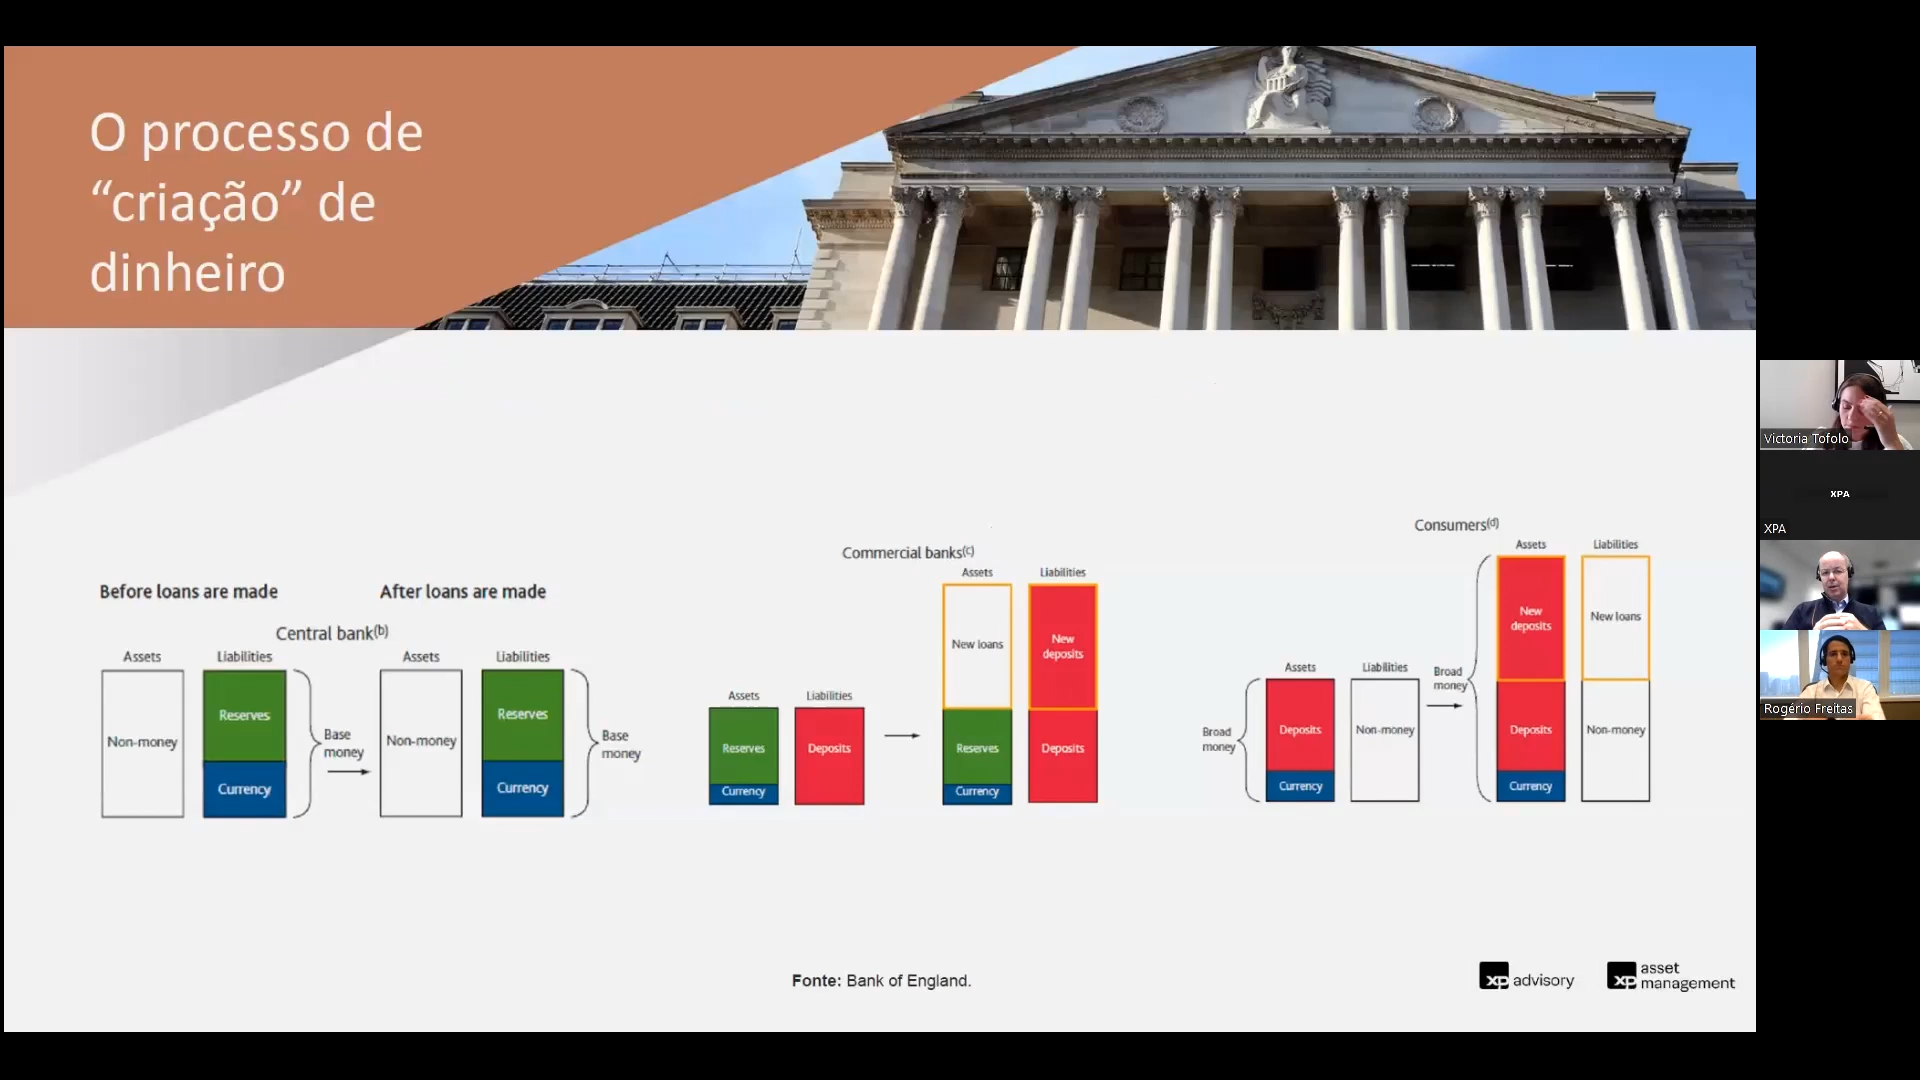 O processo de
“criação” de
dinheiro
Before loans are made
After loans are made
Central bank(b)
Assets
Liabilities
Non-money
Reserves
Currency
Base
money
Assets
Liabilities
Non-money
Reserves
Currency
Base
money
Commercial banks(c)
Assets
Liabilities
Reserves
Currency
Deposits
Assets
Liabilities
New loans
Reserves
Currency
New
deposits
Deposits
Consumers(d)
Broad
money
Assets
Liabilities
Deposits
Currency
Non-money
Broad
money
Assets
Liabilities
New
deposits
Deposits
Currency
New loans
Non-money
Fonte: Bank of England.
xp advisory
xp asset
management
Victoria Tofolo
XPA
XPA
Rogério Freitas